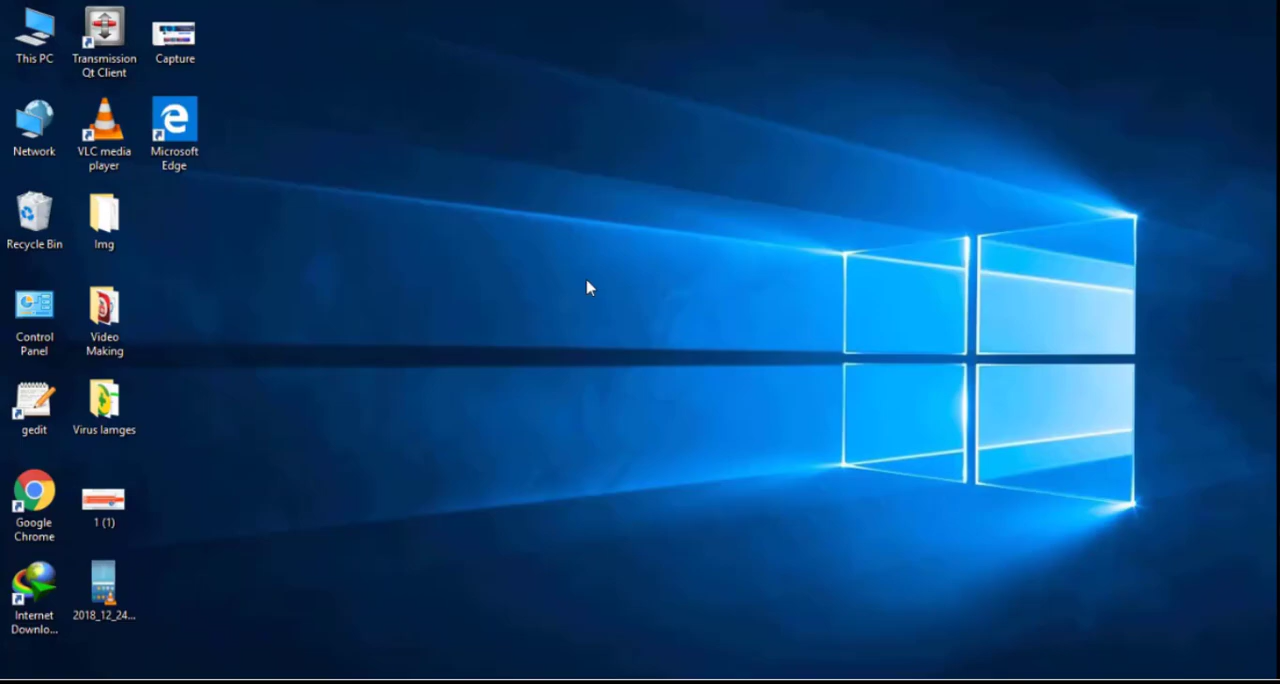 This PC
Transmission
Qt Client
Capture
Network
VLC media
player
Microsoft
Edge
Recycle Bin
Img
Control
Panel
Video
Making
gedit
Virus Iamges
Google
Chrome
1 (1)
Internet
Downlo...
2018_12_24...